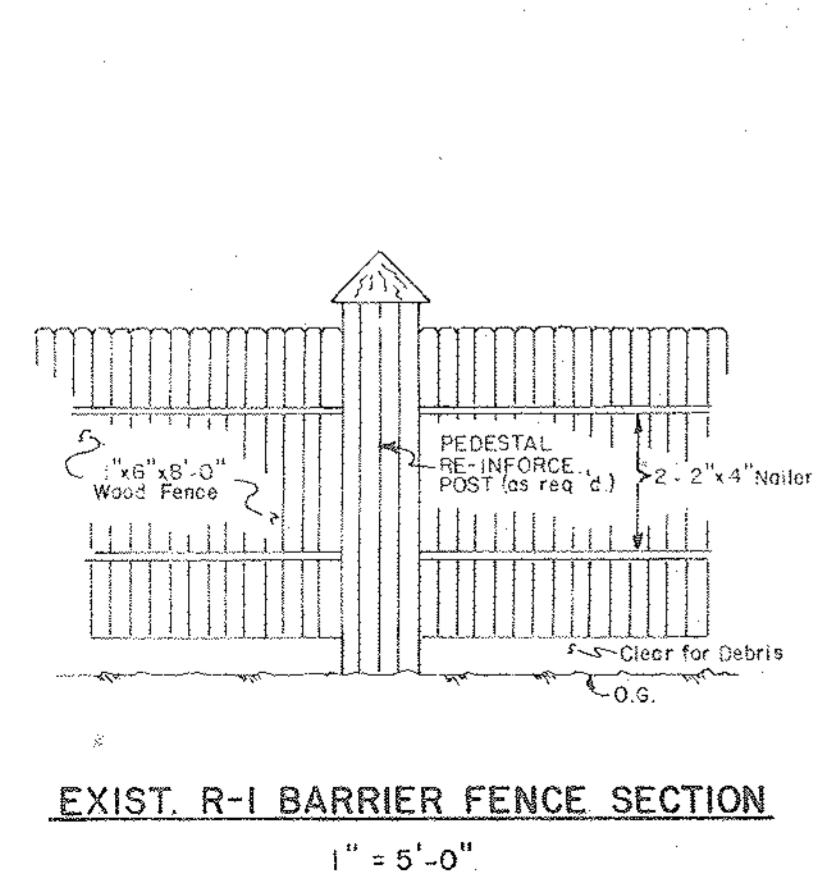 1"x6"x8'-0"
Wood Fence
PEDESTAL
RE-INFORCE
POST (as req'd.)
2 - 2"x4" Nailer
Clear for Debris
O.G.
EXIST. R-1 BARRIER FENCE SECTION
1" = 5'-0"